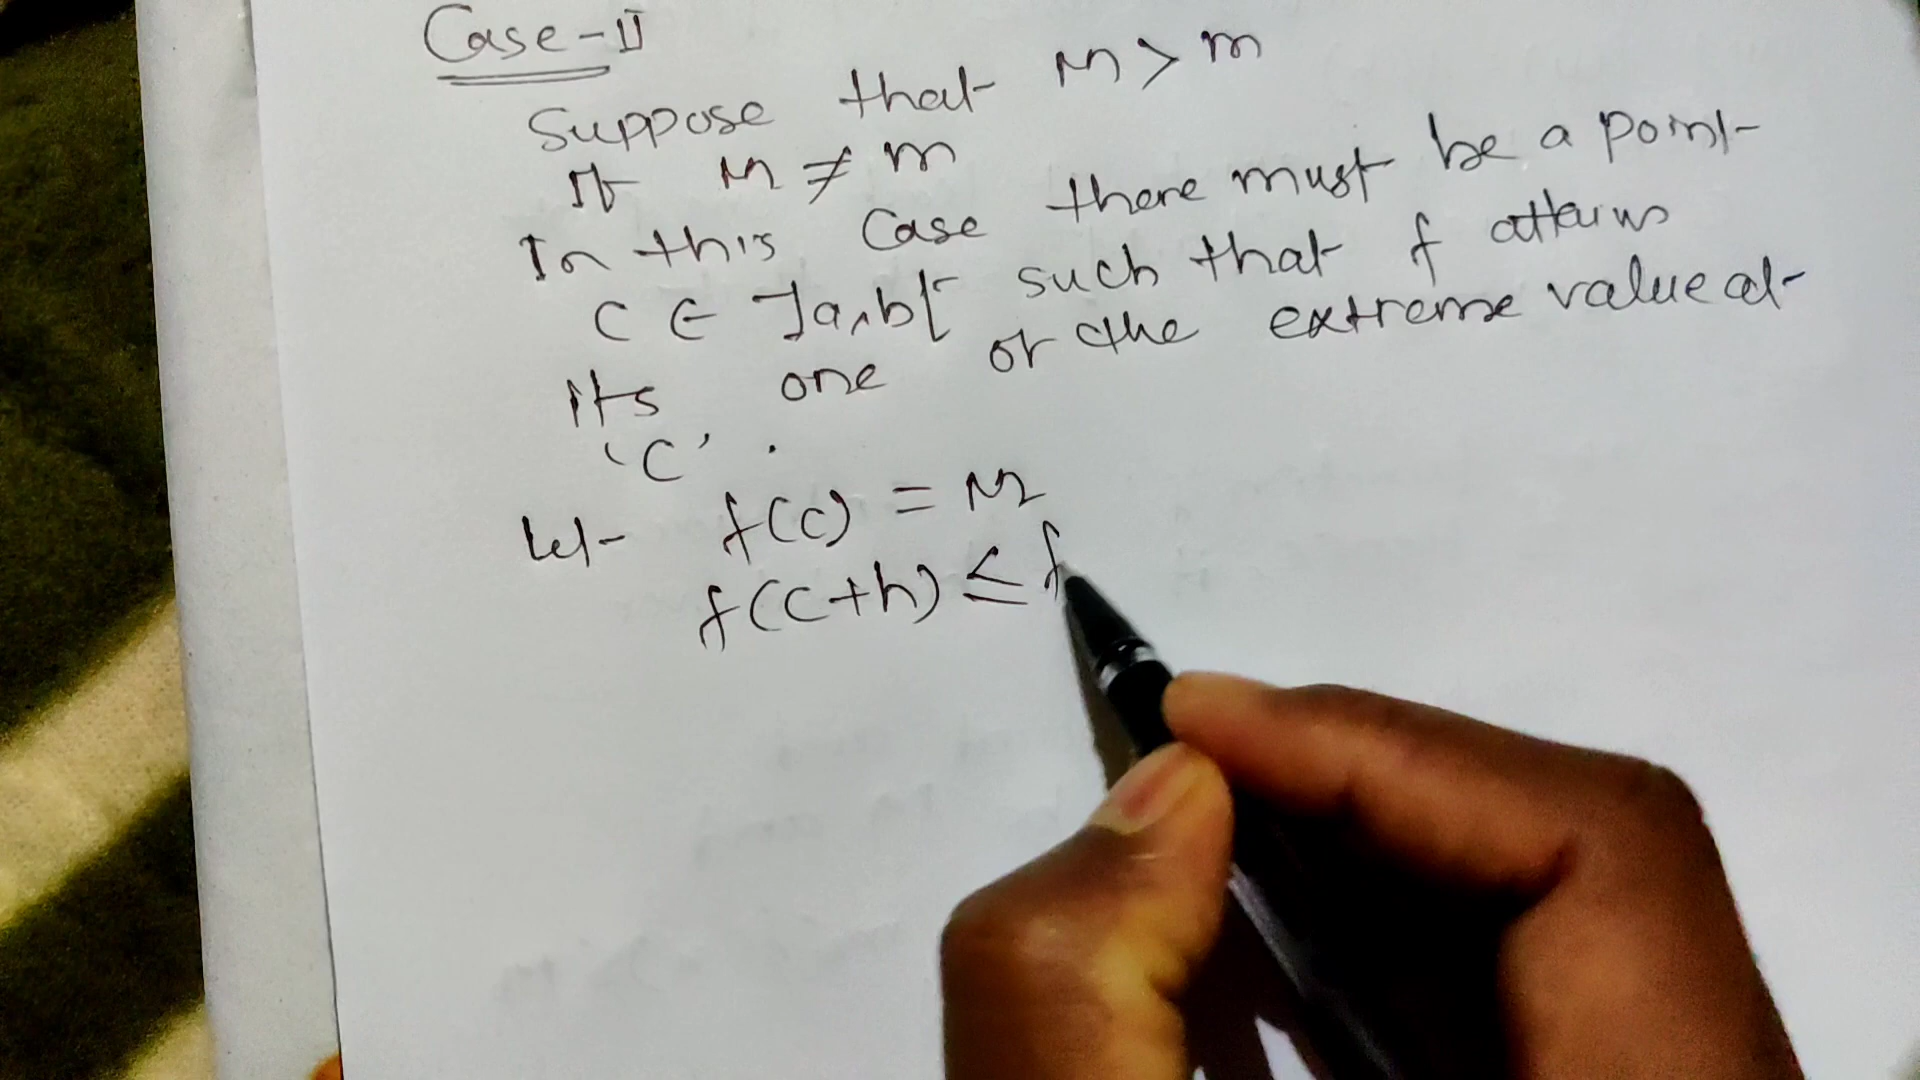 Case-II
Suppose that M > m
If M ≠ m
In this case there must be a point
C ∈ ]a,b[ such that f attains
its one of the extreme value at
'C'.
let f(c) = M
f(c+h) ≤ f